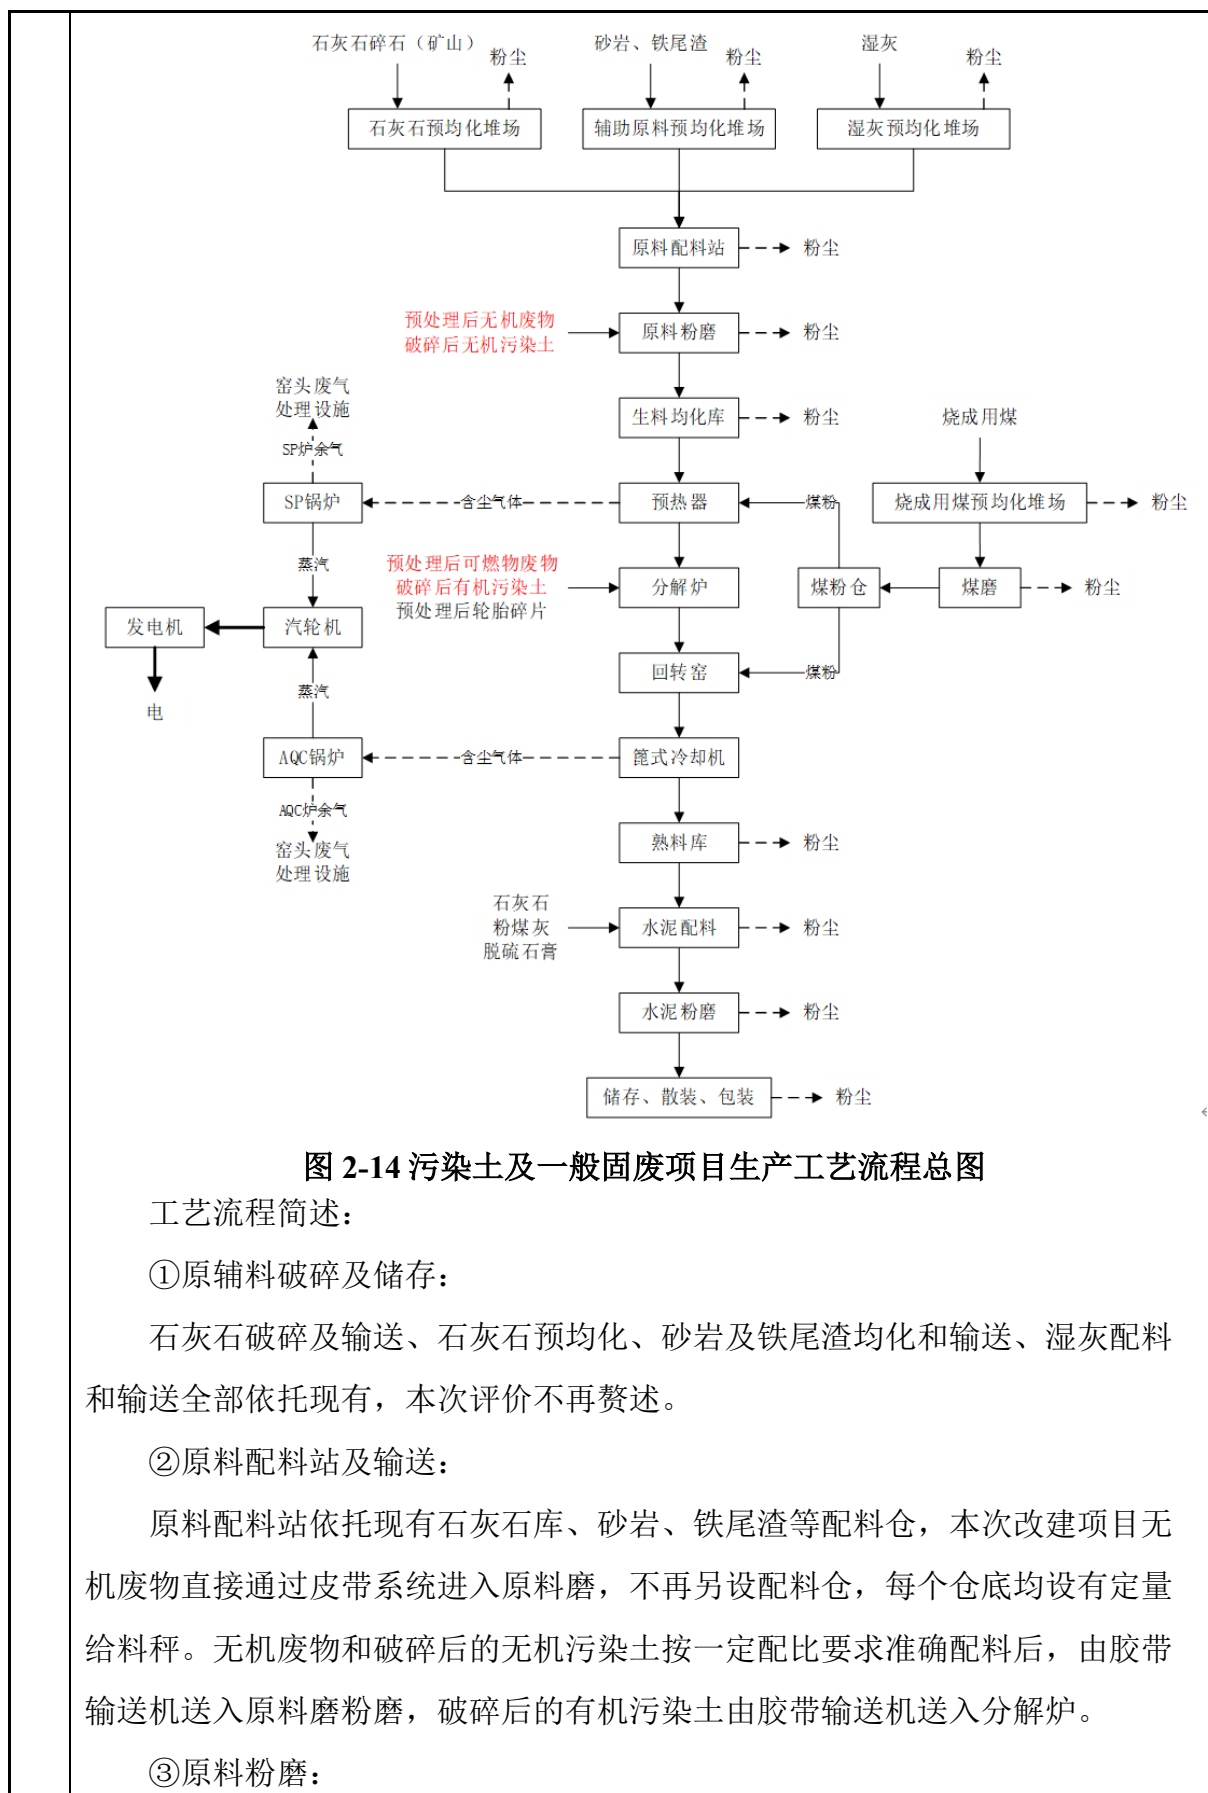 石灰石碎石（矿山）
粉尘
砂岩、铁尾渣
粉尘
湿灰
粉尘
石灰石预均化堆场
辅助原料预均化堆场
湿灰预均化堆场
原料配料站
粉尘
预处理后无机废物
破碎后无机污染土
原料粉磨
粉尘
窑头废气
处理设施
生料均化库
粉尘
烧成用煤
SP炉余气
SP锅炉
含尘气体
预热器
煤粉
烧成用煤预均化堆场
粉尘
蒸汽
预处理后可燃物废物
破碎后有机污染土
预处理后轮胎碎片
分解炉
煤粉仓
煤磨
粉尘
发电机
汽轮机
回转窑
煤粉
蒸汽
电
AQC锅炉
含尘气体
篦式冷却机
AQC炉余气
窑头废气
处理设施
熟料库
粉尘
石灰石
粉煤灰
脱硫石膏
水泥配料
粉尘
水泥粉磨
粉尘
储存、散装、包装
粉尘
图 2-14 污染土及一般固废项目生产工艺流程总图
工艺流程简述：
①原辅料破碎及储存：
石灰石破碎及输送、石灰石预均化、砂岩及铁尾渣均化和输送、湿灰配料
和输送全部依托现有，本次评价不再赘述。
②原料配料站及输送：
原料配料站依托现有石灰石库、砂岩、铁尾渣等配料仓，本次改建项目无
机废物直接通过皮带系统进入原料磨，不再另设配料仓，每个仓底均设有定量
给料秤。无机废物和破碎后的无机污染土按一定配比要求准确配料后，由胶带
输送机送入原料磨粉磨，破碎后的有机污染土由胶带输送机送入分解炉。
③原料粉磨：